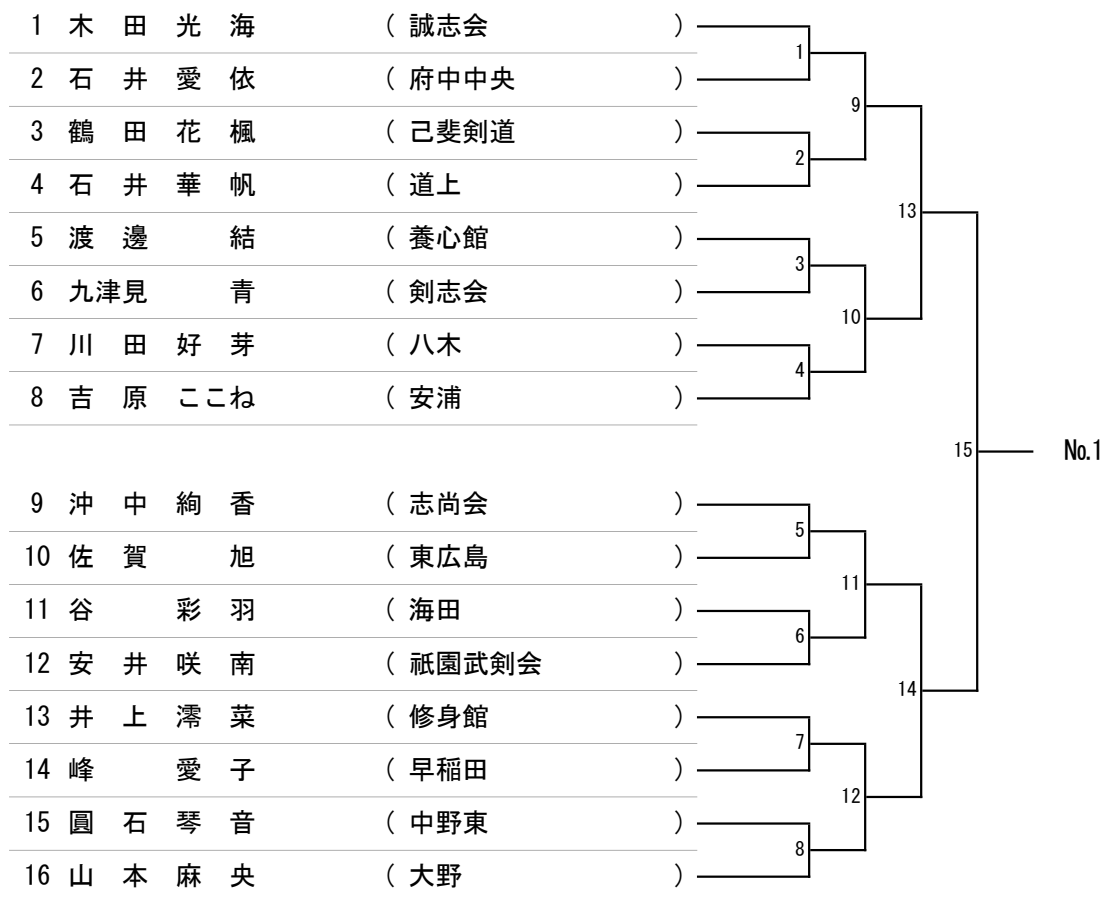 1 木 田 光 海 ( 誠志会 )
2 石 井 愛 依 ( 府中中央 )
3 鶴 田 花 楓 ( 己斐剣道 )
4 石 井 華 帆 ( 道上 )
5 渡 邊 結 ( 養心館 )
6 九津見 青 ( 剣志会 )
7 川 田 好 芽 ( 八木 )
8 吉 原 ここね ( 安浦 )
9 沖 中 絢 香 ( 志尚会 )
10 佐 賀 旭 ( 東広島 )
11 谷 彩 羽 ( 海田 )
12 安 井 咲 南 ( 祇園武剣会 )
13 井 上 澪 菜 ( 修身館 )
14 峰 愛 子 ( 早稲田 )
15 圓 石 琴 音 ( 中野東 )
16 山 本 麻 央 ( 大野 )
1
2
3
4
5
6
7
8
9
10
11
12
13
14
15
No.1